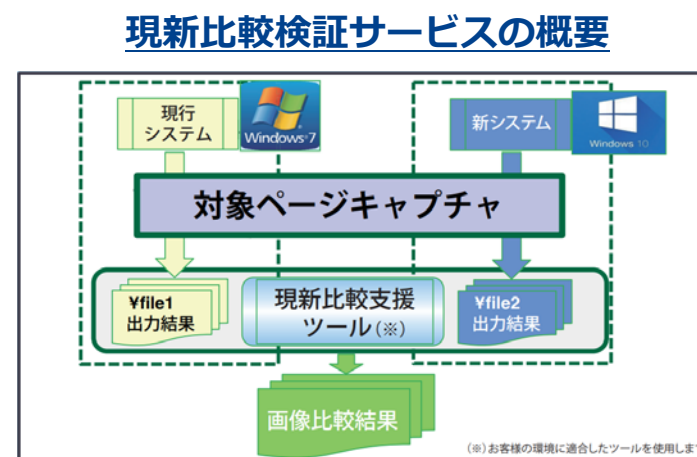 現新比較検証サービスの概要
現行
システム
Windows 7
新システム
Windows 10
対象ページキャプチャ
¥file1
出力結果
現新比較支援
ツール(※)
¥file2
出力結果
画像比較結果
(※)お客様の環境に適合したツールを使用しま